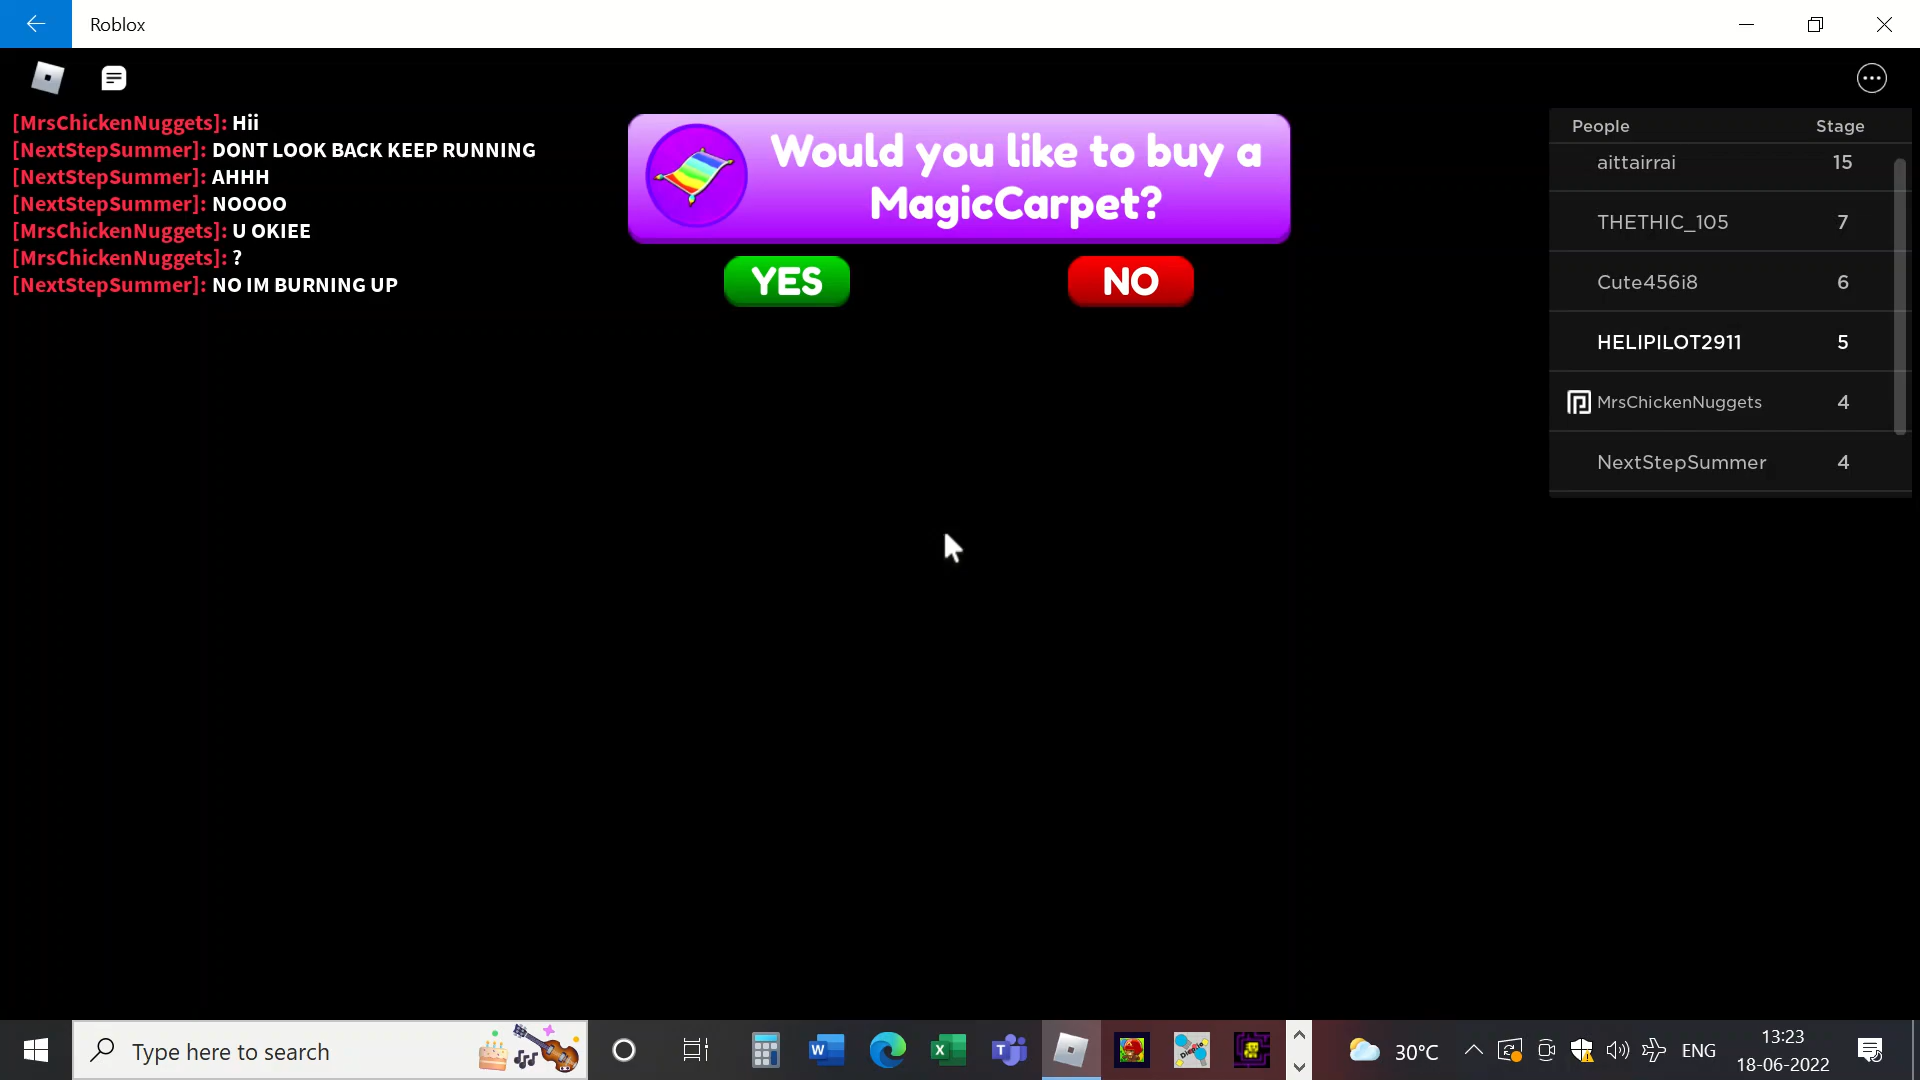 Roblox
[MrsChickenNuggets]: Hii
[NextStepSummer]: DONT LOOK BACK KEEP RUNNING
[NextStepSummer]: AHHH
[NextStepSummer]: NOOOO
[MrsChickenNuggets]: U OKIEE
[MrsChickenNuggets]: ?
[NextStepSummer]: NO IM BURNING UP
Would you like to buy a
MagicCarpet?
YES NO
People Stage
aittairrai 15
THETHIC_105 7
Cute456i8 6
HELIPILOT2911 5
MrsChickenNuggets 4
NextStepSummer 4
Type here to search
30°C
ENG
13:23
18-06-2022